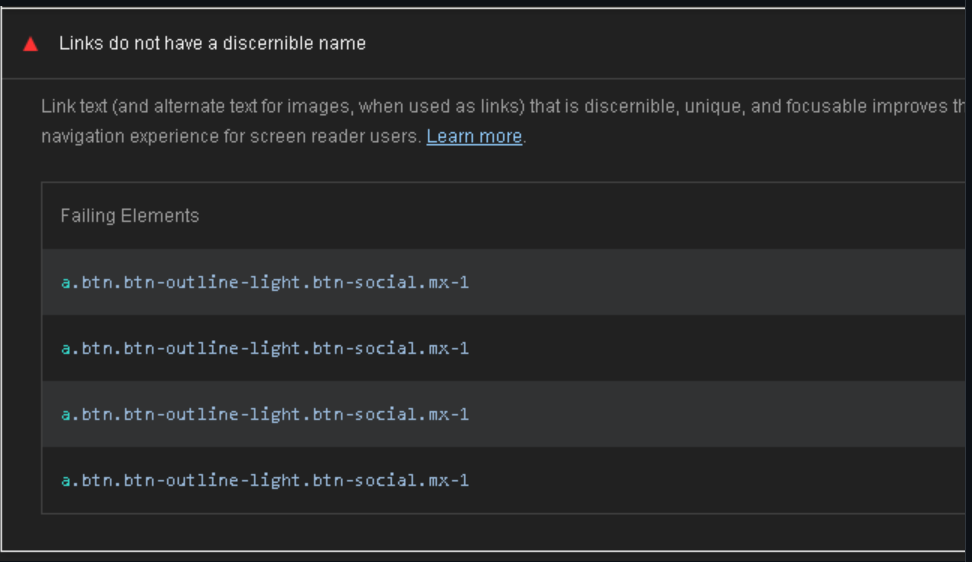 Links do not have a discernible name
Link text (and alternate text for images, when used as links) that is discernible, unique, and focusable improves
navigation experience for screen reader users. Learn more.
Failing Elements
a.btn.btn-outline-light.btn-social.mx-1
a.btn.btn-outline-light.btn-social.mx-1
a.btn.btn-outline-light.btn-social.mx-1
a.btn.btn-outline-light.btn-social.mx-1